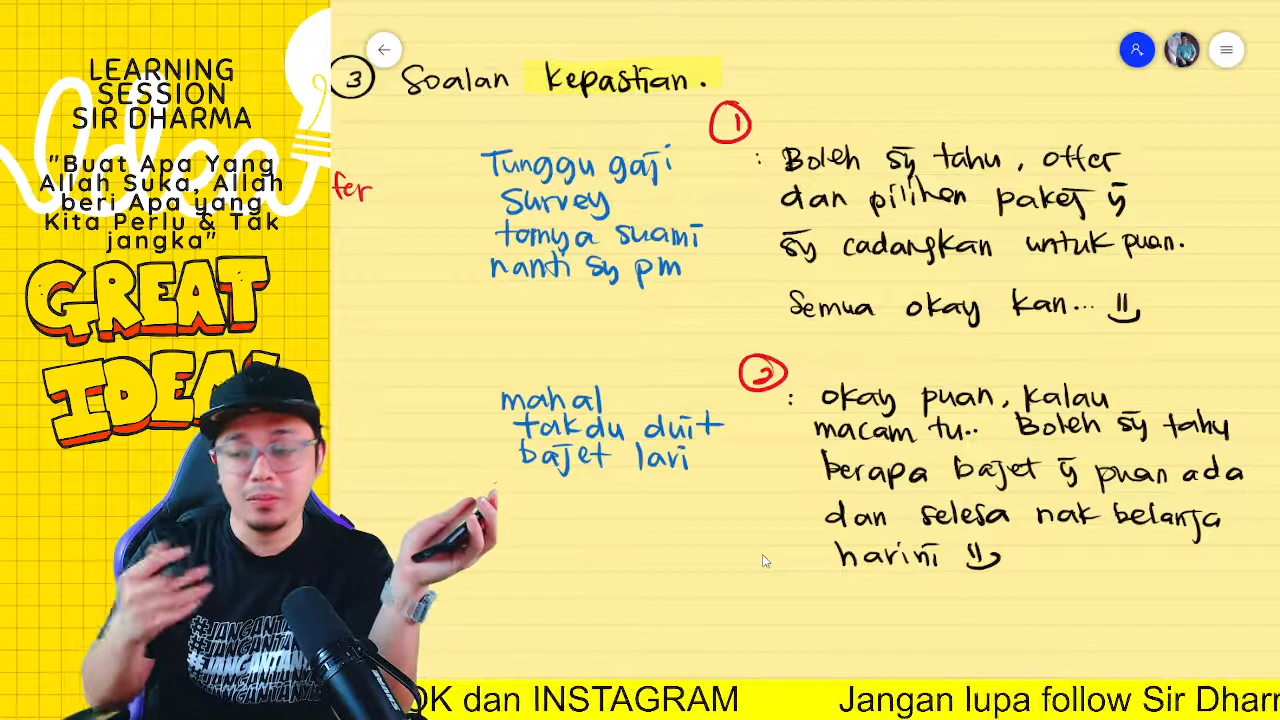 LEARNING
SESSION
SIR DHARMA
"Buat Apa Yang
Allah Suka, Allah
beri Apa yang
Kita Perlu & Tak
jangka"
GREAT
IDEA
#JANGANTANY
3 Soalan kepastian.
fer
1
Tunggu gaji
Survey
tanya suami
nanti sy pm
: Boleh sy tahu, offer
dan pilihan pakej ȳ
sy cadangkan untuk puan.
Semua okay kan...
2
mahal
takdu duit
bajet lari
: okay puan, kalau
macam tu.. Boleh sy tahu
berapa bajet ȳ puan ada
dan selesa nak belanja
harini
OK dan INSTAGRAM
Jangan lupa follow Sir Dhar